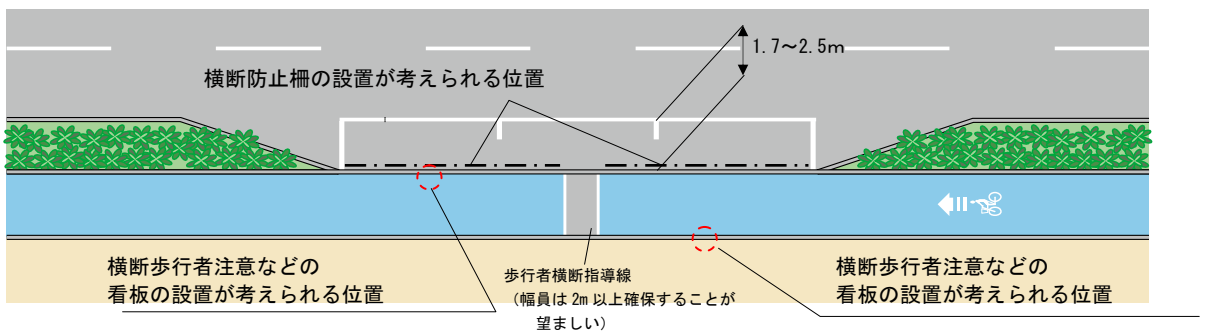 1.7～2.5m
横断防止柵の設置が考えられる位置
横断歩行者注意などの
看板の設置が考えられる位置
歩行者横断指導線
（幅員は2m以上確保することが
望ましい）
横断歩行者注意などの
看板の設置が考えられる位置